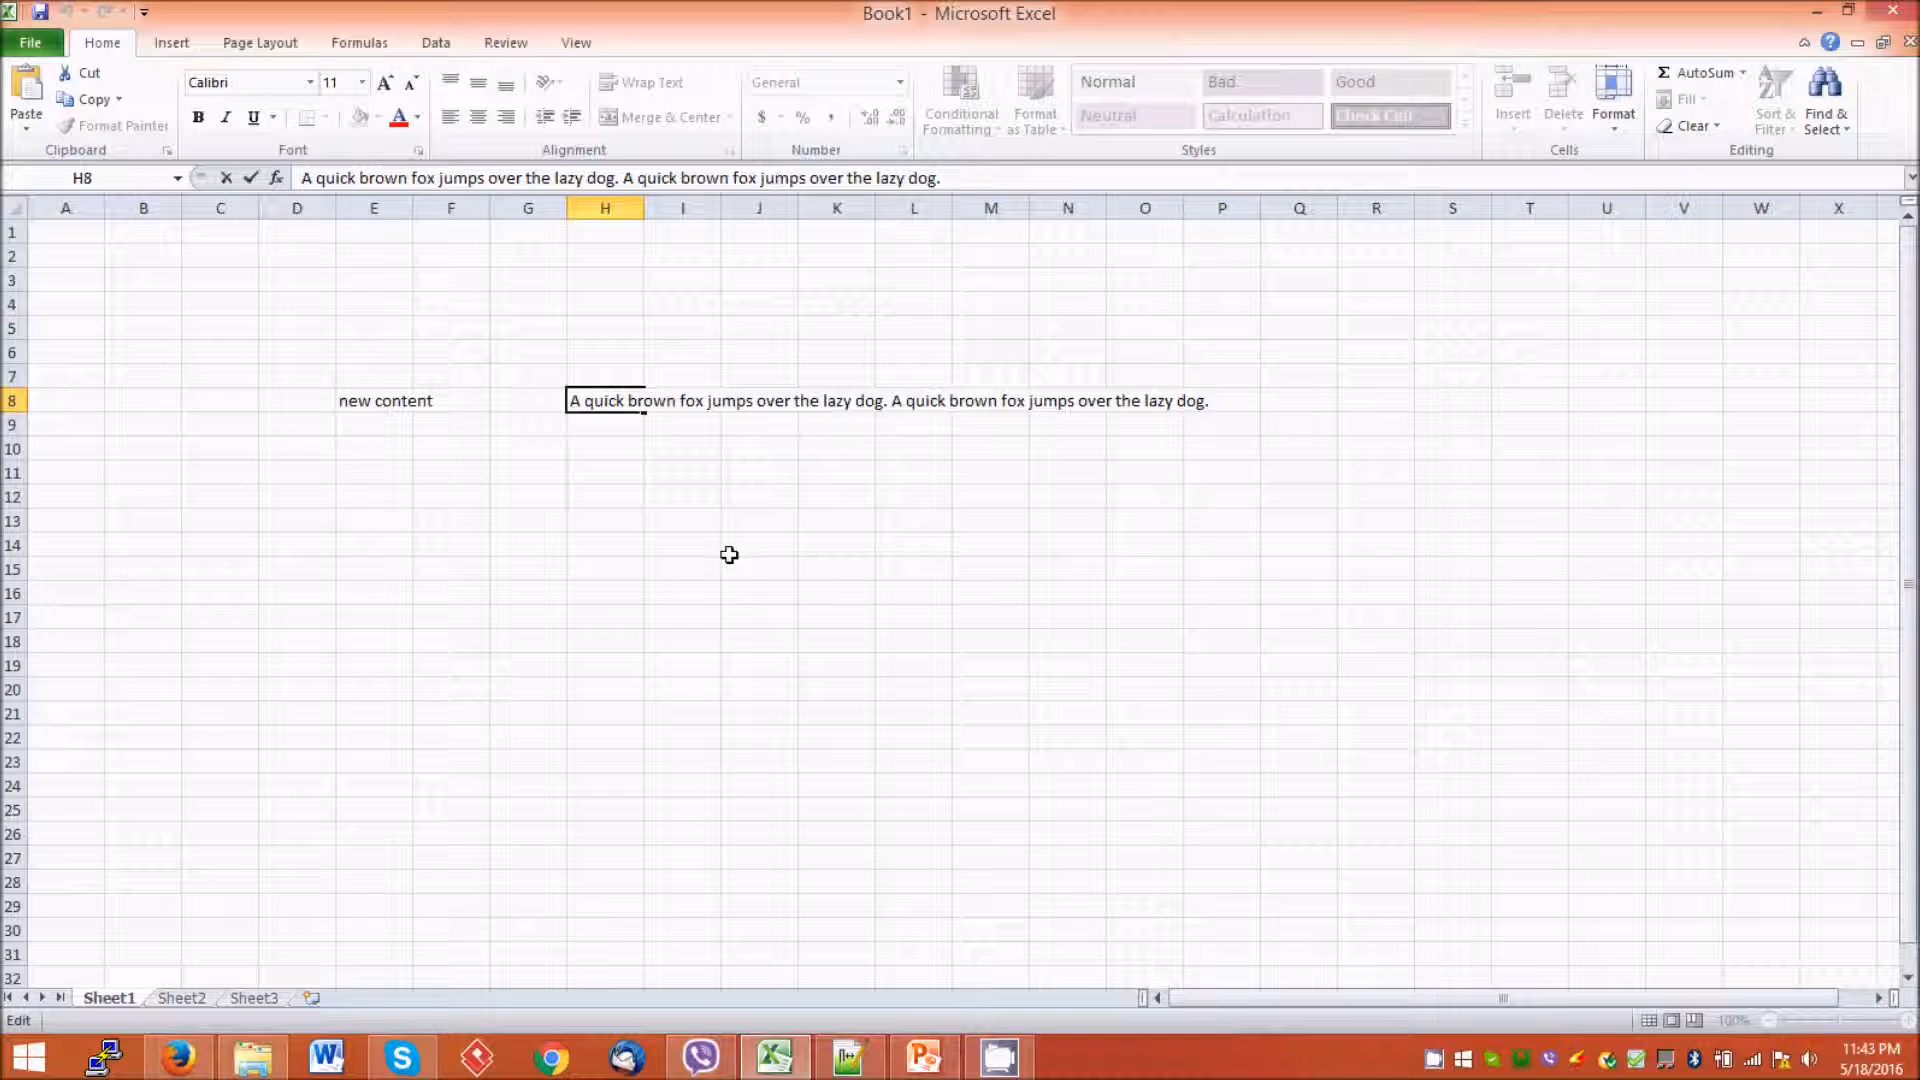 Book1 - Microsoft Excel
File Home Insert Page Layout Formulas Data Review View
Paste
Cut
Copy
Format Painter
Clipboard
Calibri 11
B I U A
Font
Wrap Text
Merge & Center
Alignment
General
$ % ,
Number
Conditional Formatting
Format as Table
Normal Bad Good
Neutral Calculation Check Cell
Styles
Insert Delete Format
Cells
Σ AutoSum
Fill
Clear
Sort & Filter
Find & Select
Editing
H8 fx A quick brown fox jumps over the lazy dog. A quick brown fox jumps over the lazy dog.
A B C D E F G H I J K L M N O P Q R S T U V W X
1
2
3
4
5
6
7
8 new content A quick brown fox jumps over the lazy dog. A quick brown fox jumps over the lazy dog.
9
10
11
12
13
14
15
16
17
18
19
20
21
22
23
24
25
26
27
28
29
30
31
32
Sheet1 Sheet2 Sheet3
Edit 100%
11:43 PM
5/18/2016